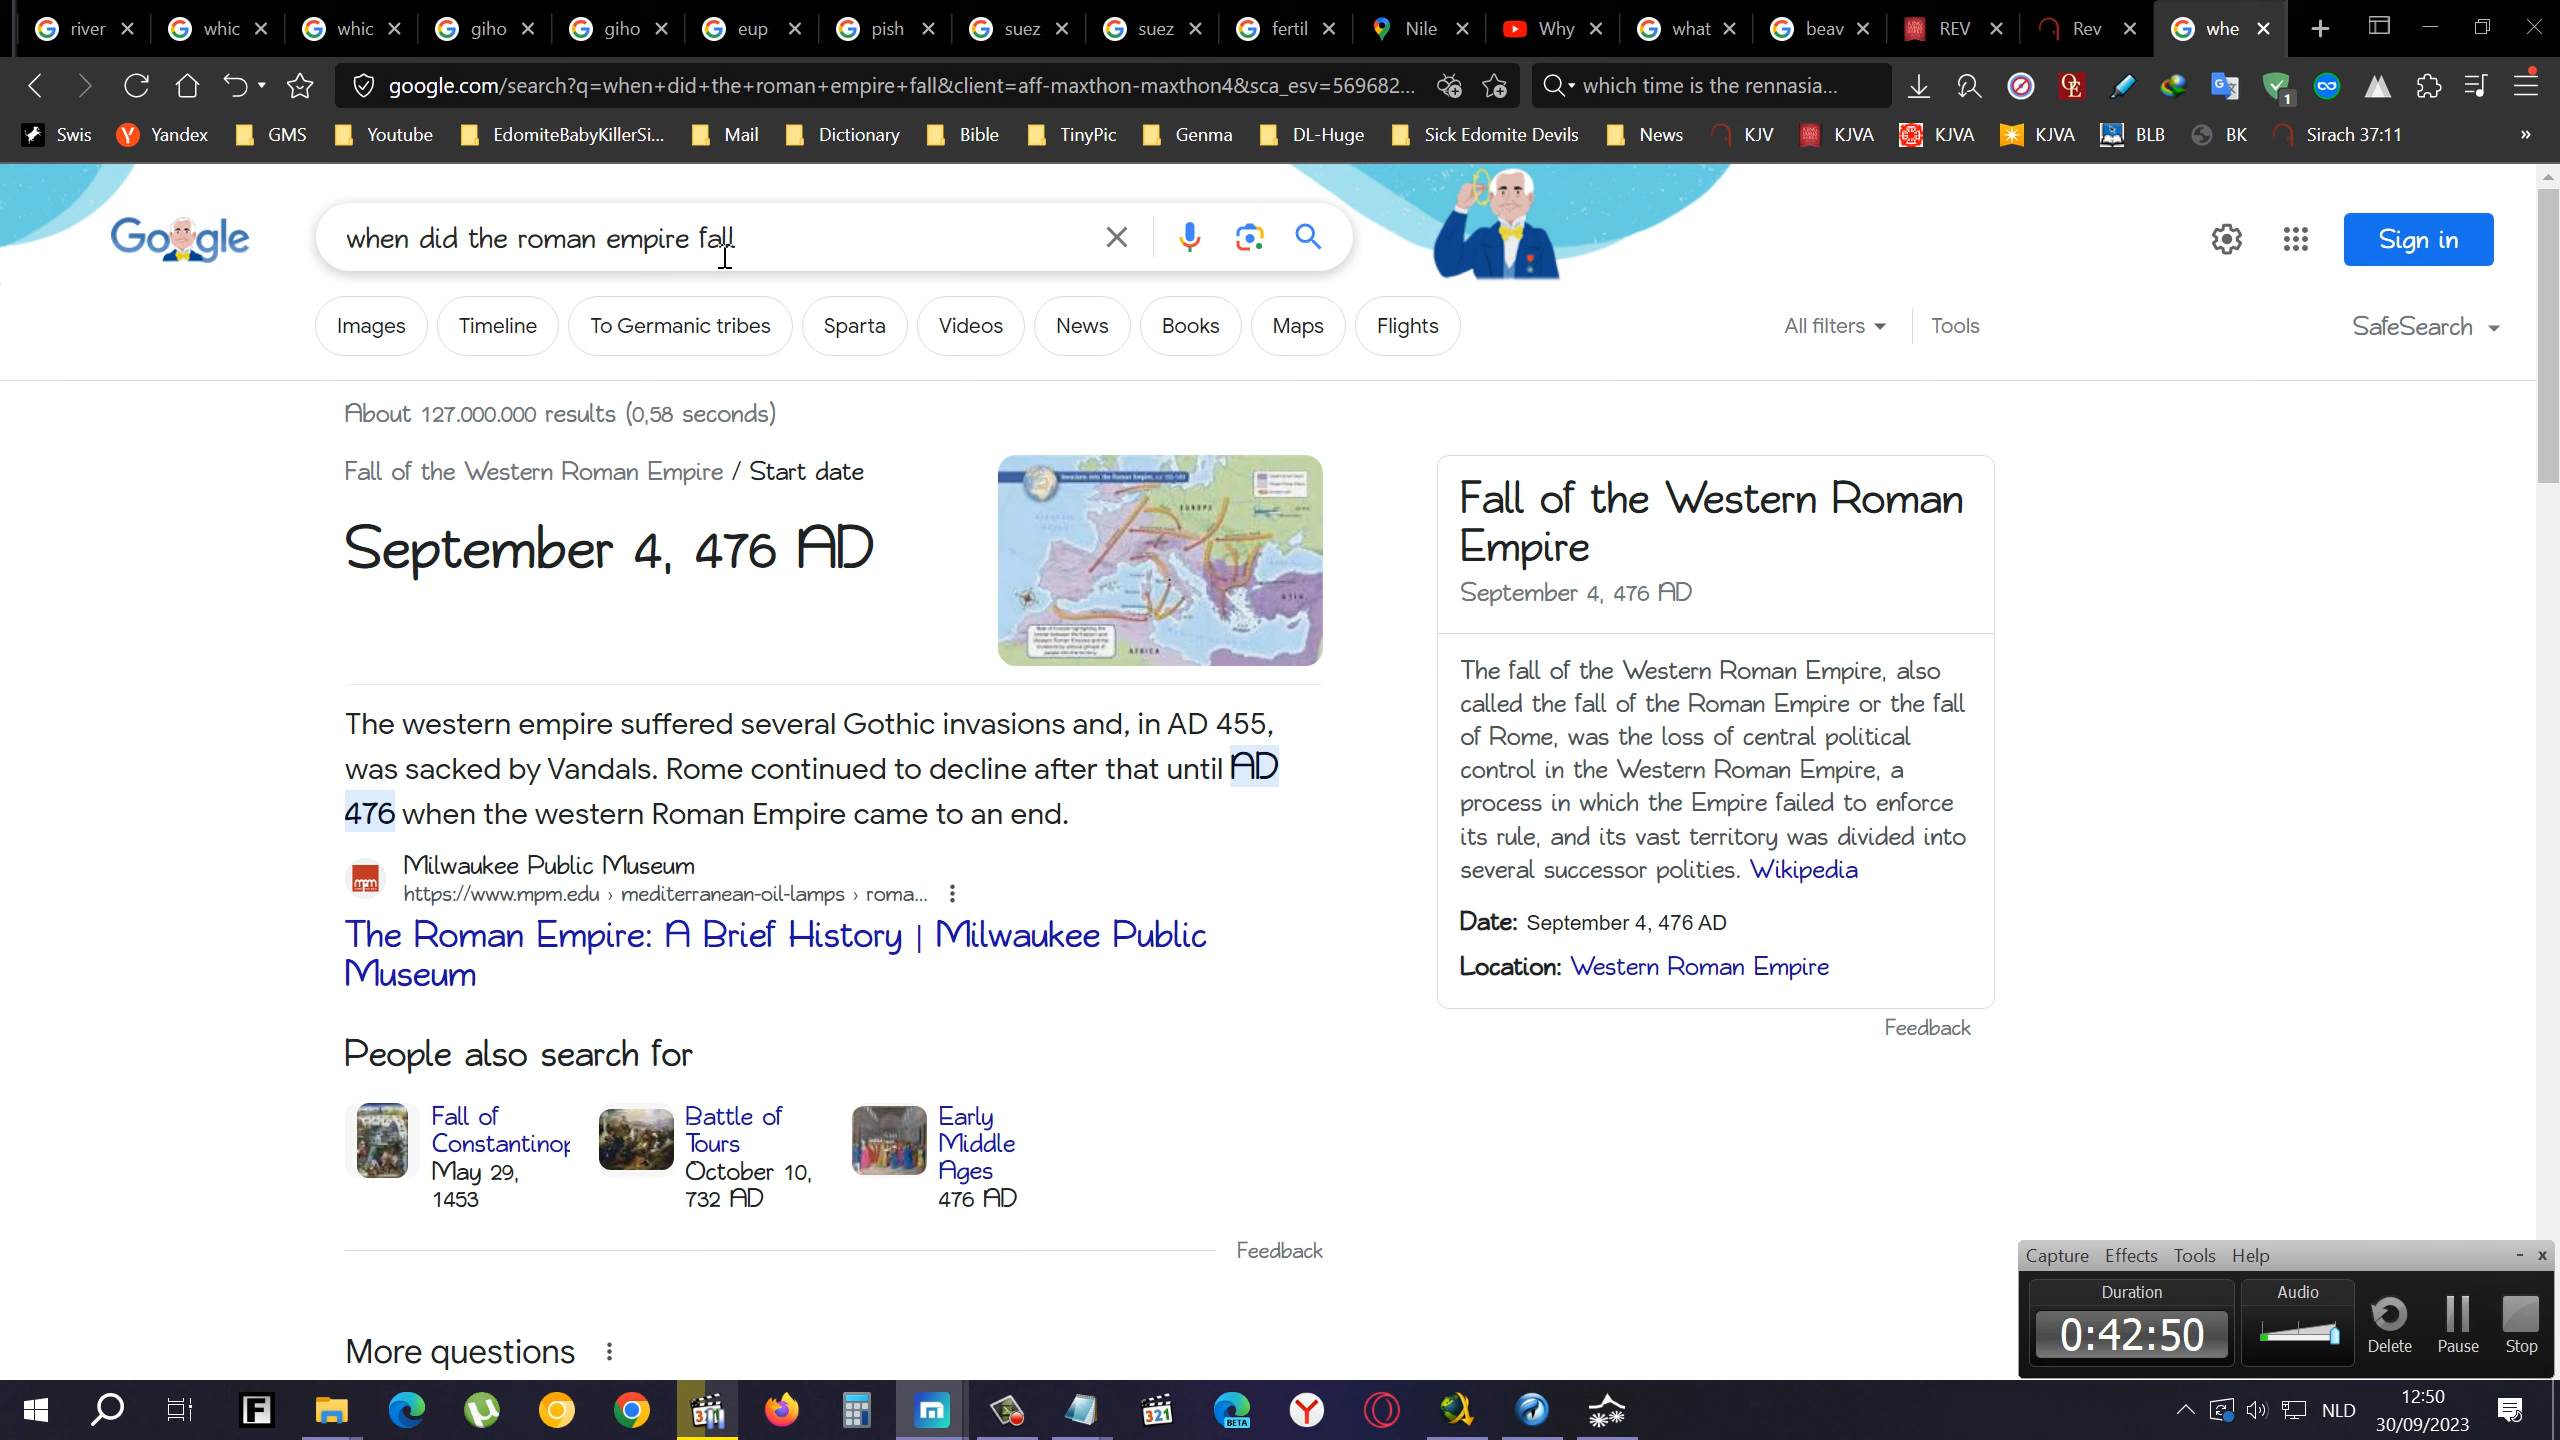 river
whic
whic
giho
giho
eup
pish
suez
suez
fertil
Nile
Why
what
beav
REV
Rev
whe
google.com/search?q=when+did+the+roman+empire+fall&client=aff-maxthon-maxthon4&sca_esv=569682...
which time is the rennasia...
1
Swis
Yandex
GMS
Youtube
EdomiteBabyKillerSi...
Mail
Dictionary
Bible
TinyPic
Genma
DL-Huge
Sick Edomite Devils
News
KJV
KJVA
KJVA
KJVA
BLB
BK
Sirach 37:11
»
Google
when did the roman empire fall
Sign in
Images
Timeline
To Germanic tribes
Sparta
Videos
News
Books
Maps
Flights
All filters
Tools
SafeSearch
About 127.000.000 results (0,58 seconds)
Fall of the Western Roman Empire / Start date
September 4, 476 AD
EUROPE
ASIA
AFRICA
The western empire suffered several Gothic invasions and, in AD 455,
was sacked by Vandals. Rome continued to decline after that until AD
476 when the western Roman Empire came to an end.
mpm
Milwaukee Public Museum
https://www.mpm.edu › mediterranean-oil-lamps › roma...
The Roman Empire: A Brief History | Milwaukee Public
Museum
People also search for
Fall of
Constantinop
May 29,
1453
Battle of
Tours
October 10,
732 AD
Early
Middle
Ages
476 AD
Feedback
More questions
Fall of the Western Roman
Empire
September 4, 476 AD
The fall of the Western Roman Empire, also
called the fall of the Roman Empire or the fall
of Rome, was the loss of central political
control in the Western Roman Empire, a
process in which the Empire failed to enforce
its rule, and its vast territory was divided into
several successor polities. Wikipedia
Date: September 4, 476 AD
Location: Western Roman Empire
Feedback
Capture Effects Tools Help
Duration
Audio
0:42:50
Delete
Pause
Stop
321
BETA
NLD
12:50
30/09/2023